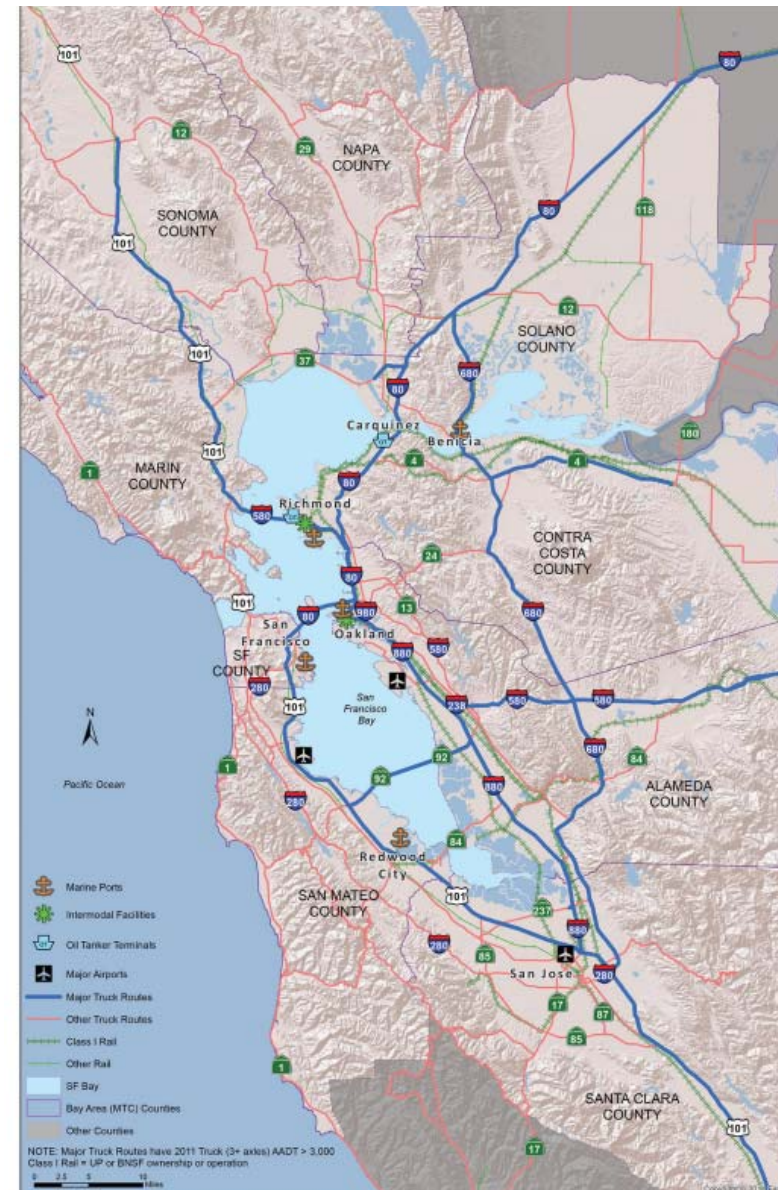 101
80
12
29
NAPA
COUNTY
SONOMA
COUNTY
80
118
101
12
SOLANO
COUNTY
101
37
680
80
Carquinez
OT
Benicia
180
101
4
4
1
MARIN
COUNTY
80
Richmond
580
CONTRA
COSTA
COUNTY
24
80
101
80
980
13
680
San
Francisco
Oakland
580
SF
COUNTY
880
280
San
Francisco
Bay
101
238
580
580
680
92
84
1
92
N
Pacific Ocean
280
880
ALAMEDA
COUNTY
84
Redwood
City
Marine Ports
SAN MATEO
COUNTY
101
237
Intermodal Facilities
880
OT
Oil Tanker Terminals
280
85
San Jose
280
Major Airports
Major Truck Routes
17
87
Other Truck Routes
85
Class I Rail
Other Rail
1
SF Bay
SANTA CLARA
COUNTY
Bay Area (MTC) Counties
101
Other Counties
17
NOTE: Major Truck Routes have 2011 Truck (3+ axles) AADT > 3,000
Class I Rail = UP or BNSF ownership or operation
0 2.5 5 10
Miles